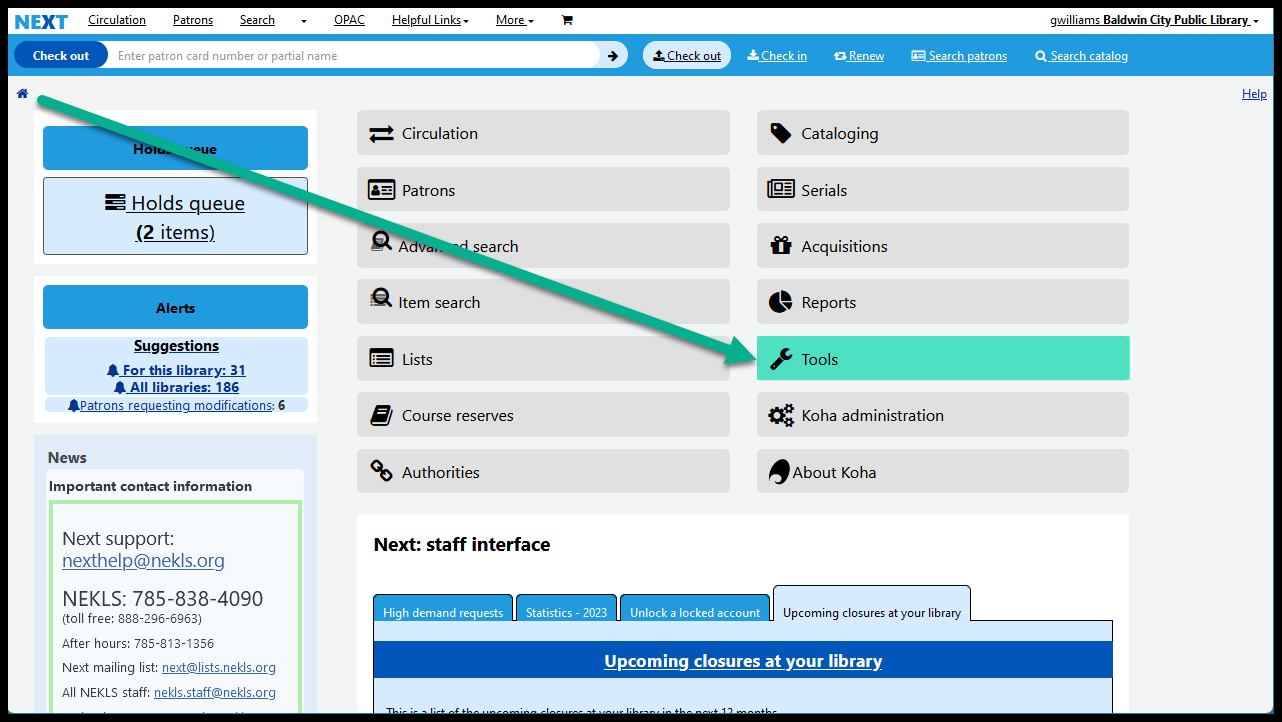 NEXT Circulation Patrons Search OPAC Helpful Links More gwilliams Baldwin City Public Library
Check out Enter patron card number or partial name Check out Check in Renew Search patrons Search catalog
Help
Holds queue
Holds queue
(2 items)
Alerts
Suggestions
For this library: 31
All libraries: 186
Patrons requesting modifications: 6
News
Important contact information
Next support:
nexthelp@nekls.org
NEKLS: 785-838-4090
(toll free: 888-296-6963)
After hours: 785-813-1356
Next mailing list: next@lists.nekls.org
All NEKLS staff: nekls.staff@nekls.org
Circulation
Cataloging
Patrons
Serials
Advanced search
Acquisitions
Item search
Reports
Lists
Tools
Course reserves
Koha administration
Authorities
About Koha
Next: staff interface
High demand requests Statistics - 2023 Unlock a locked account Upcoming closures at your library
Upcoming closures at your library
This is a list of the upcoming closures at your library in the next 12 months